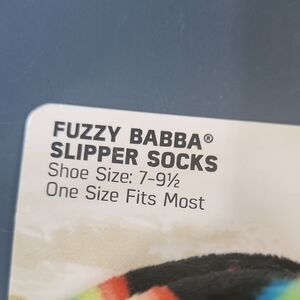 FUZZY BABBA®
SLIPPER SOCKS
Shoe Size: 7-9½
One Size Fits Most